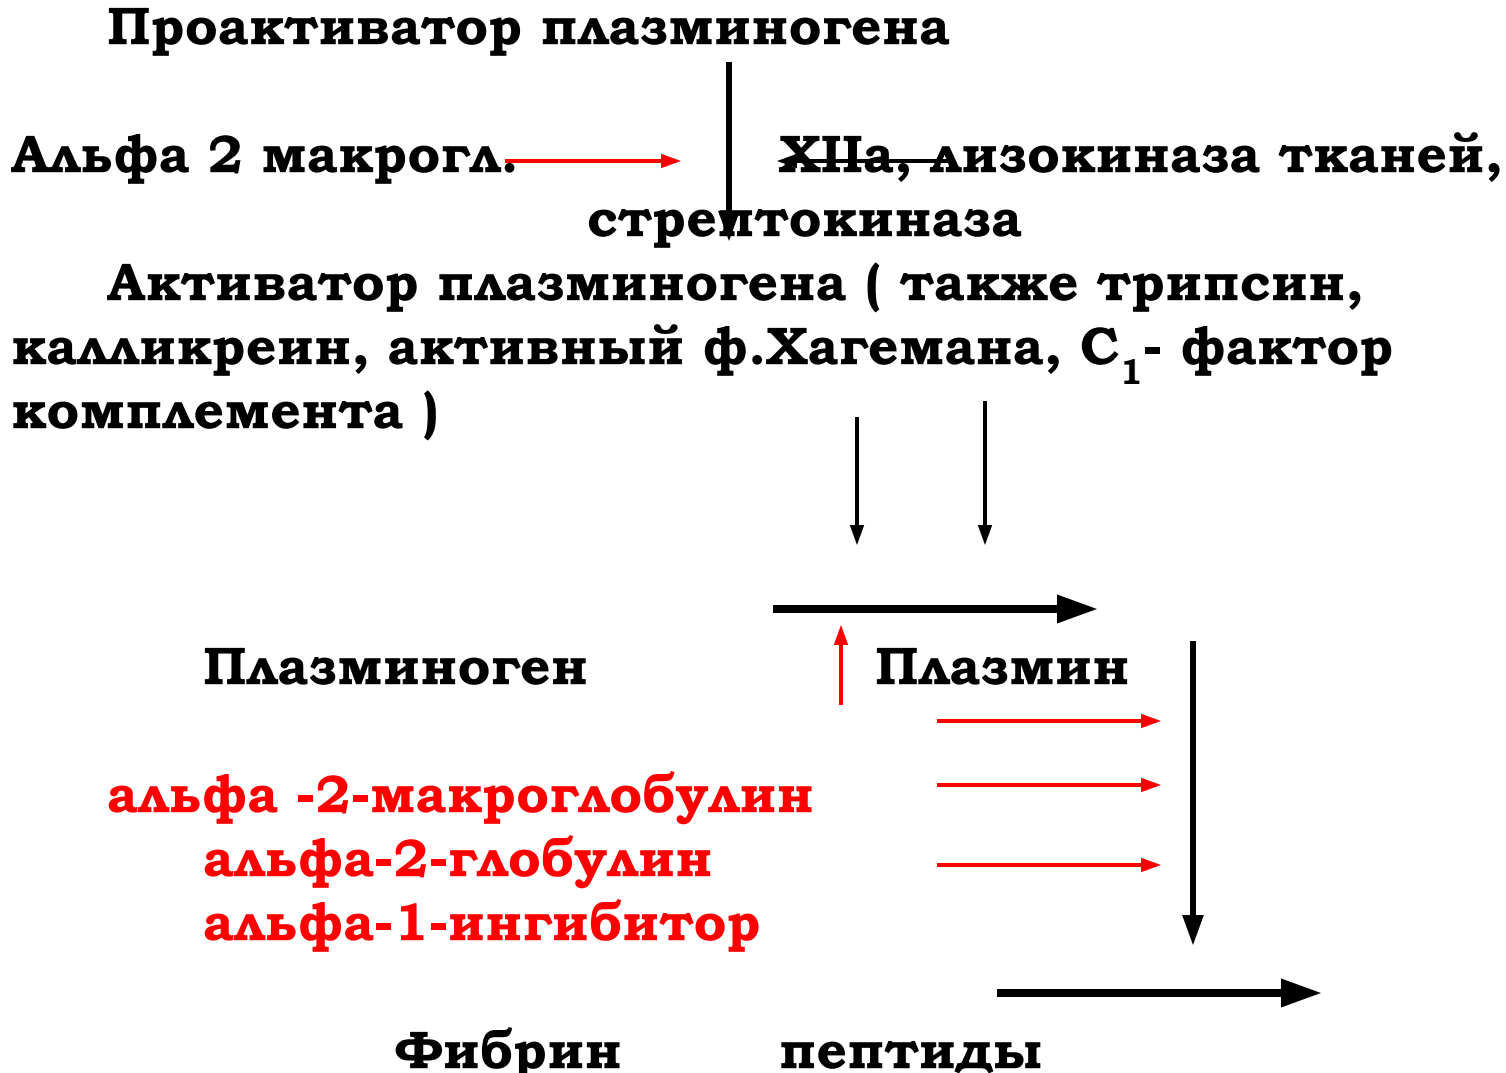 Проактиватор плазминогена
Альфа 2 макрогл. XIIа, лизокиназа тканей,
стрептокиназа
Активатор плазминогена ( также трипсин,
калликреин, активный ф.Хагемана, С1- фактор
комплемента )
Плазминоген Плазмин
альфа -2-макроглобулин
альфа-2-глобулин
альфа-1-ингибитор
Фибрин пептиды